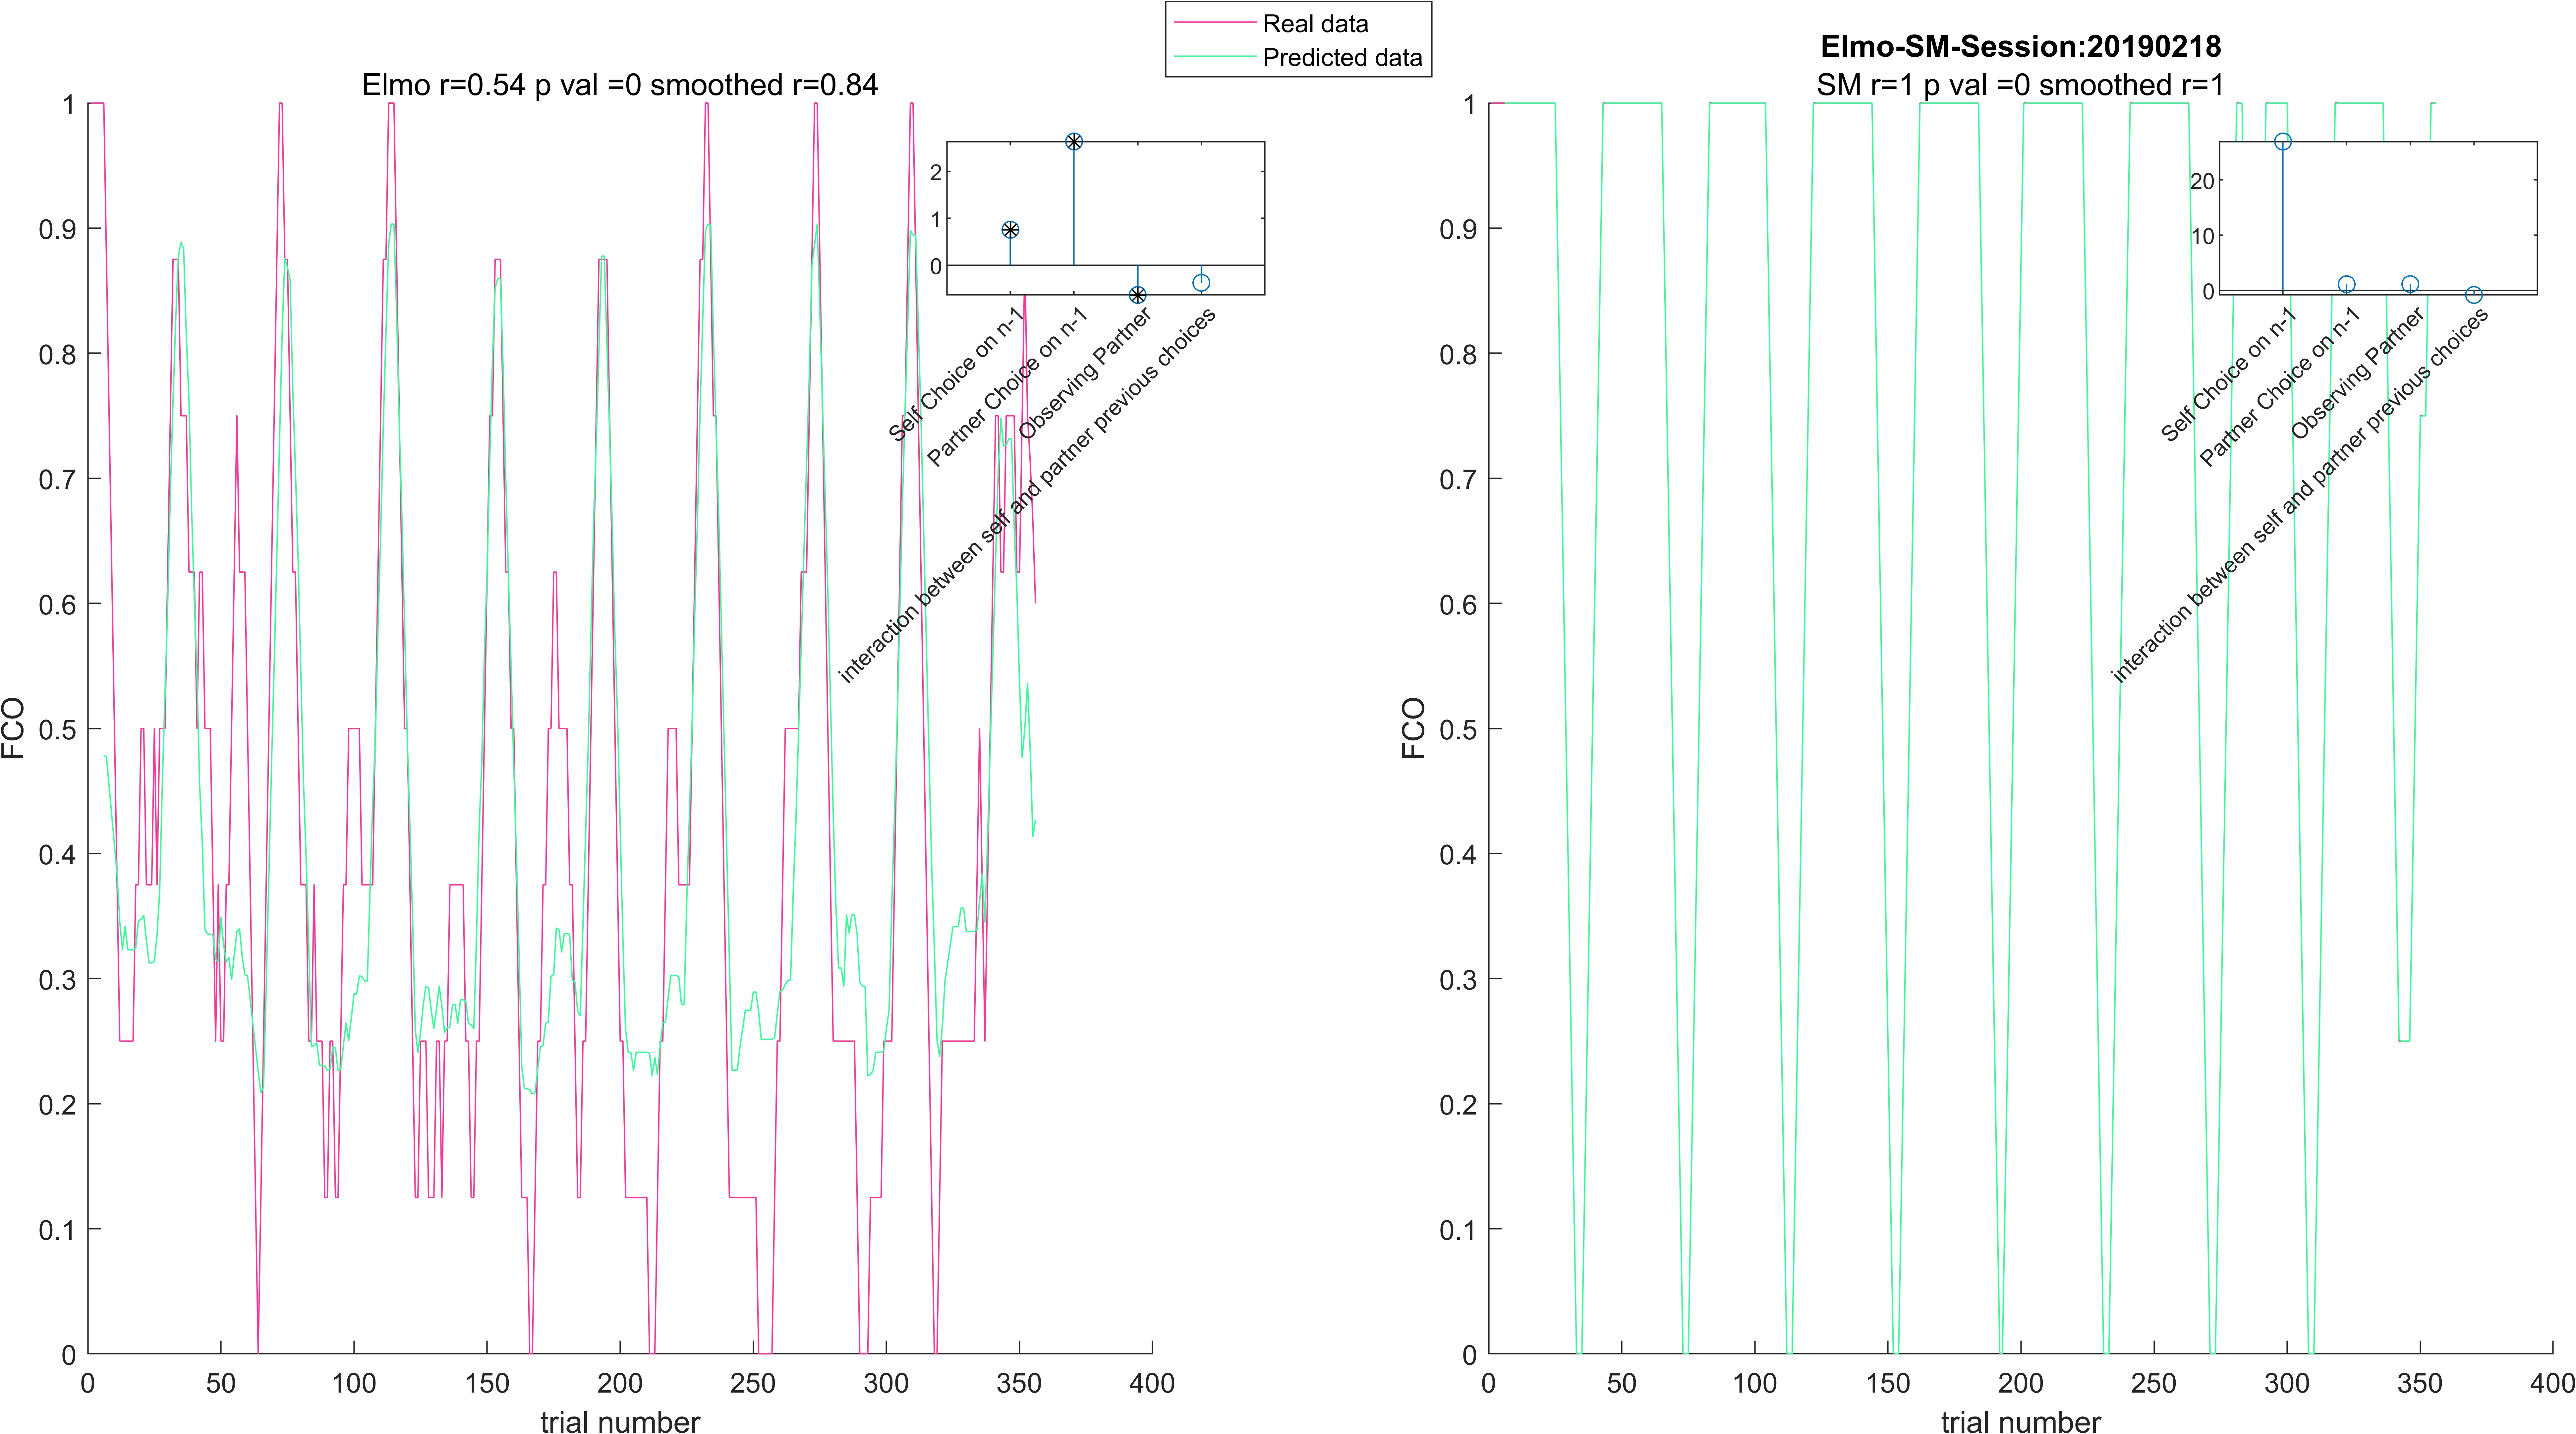 Real data
Predicted data
Elmo r=0.54 p val =0 smoothed r=0.84
1
0.9
0.8
0.7
0.6
0.5
0.4
0.3
0.2
0.1
0
FCO
0
50
100
150
200
250
300
350
400
trial number
2
1
0
Self Choice on n-1
Partner Choice on n-1
Observing Partner
interaction between self and partner previous choices
Elmo-SM-Session:20190218
SM r=1 p val =0 smoothed r=1
1
0.9
0.8
0.7
0.6
0.5
0.4
0.3
0.2
0.1
0
FCO
0
50
100
150
200
250
300
350
400
trial number
20
10
0
Self Choice on n-1
Partner Choice on n-1
Observing Partner
interaction between self and partner previous choices